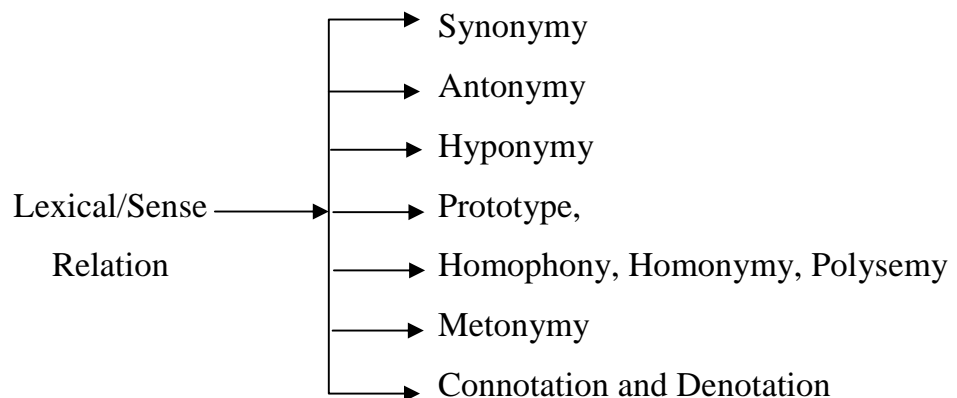 Synonymy
Antonymy
Hyponymy
Lexical/Sense
Relation
Prototype,
Homophony, Homonymy, Polysemy
Metonymy
Connotation and Denotation